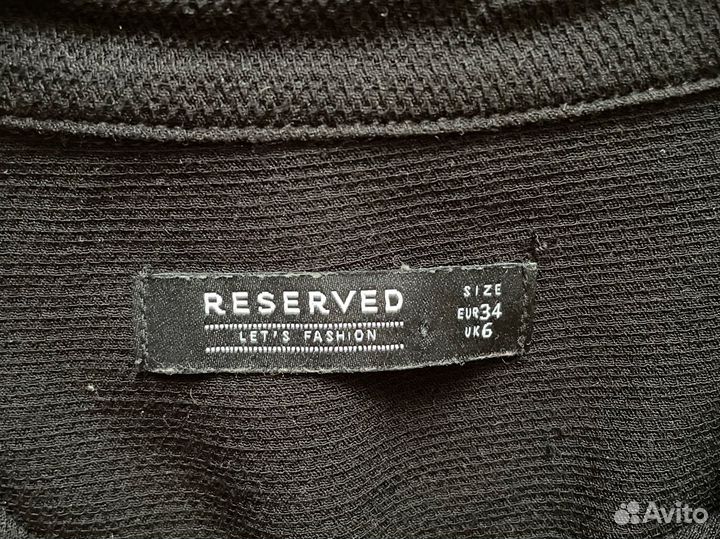 RESERVED
LET'S FASHION
SIZE
EUR34
UK6
Avito